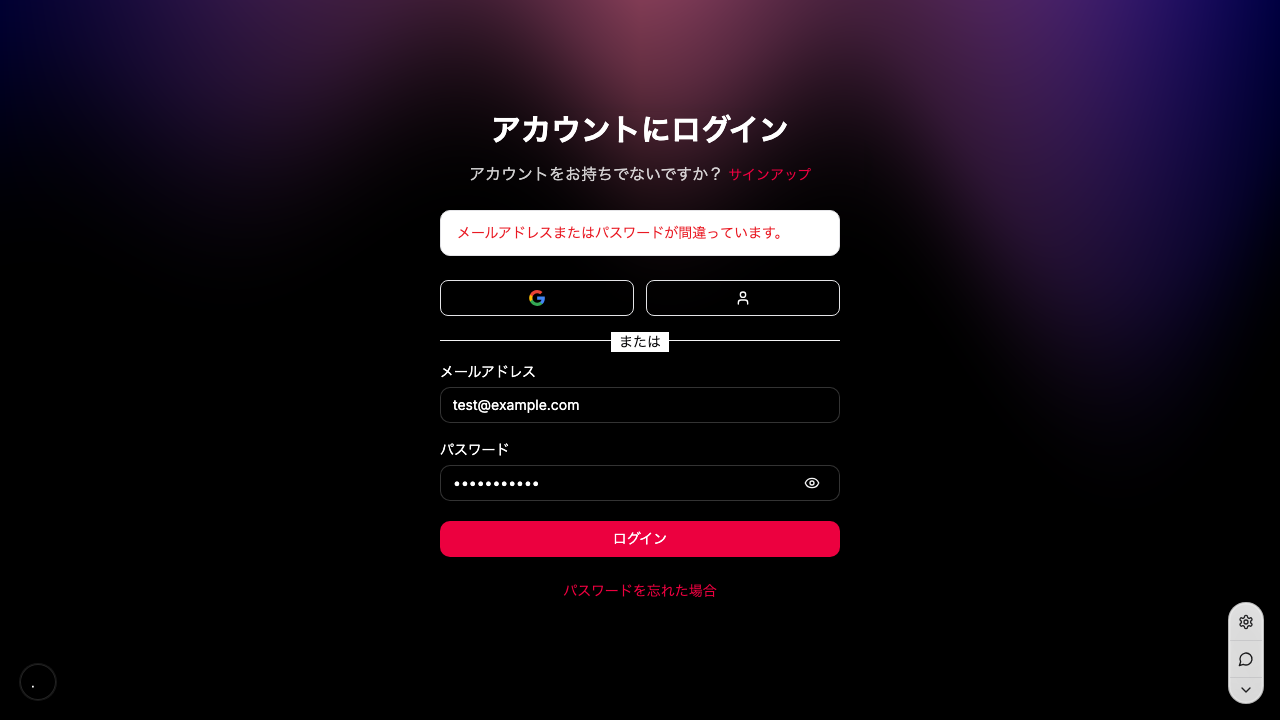 アカウントにログイン
アカウントをお持ちでないですか？ サインアップ
メールアドレスまたはパスワードが間違っています。
または
メールアドレス
test@example.com
パスワード
•••••••••••
ログイン
パスワードを忘れた場合